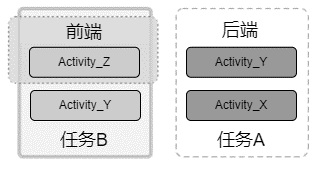 前端
Activity_Z
Activity_Y
任务B
后端
Activity_Y
Activity_X
任务A